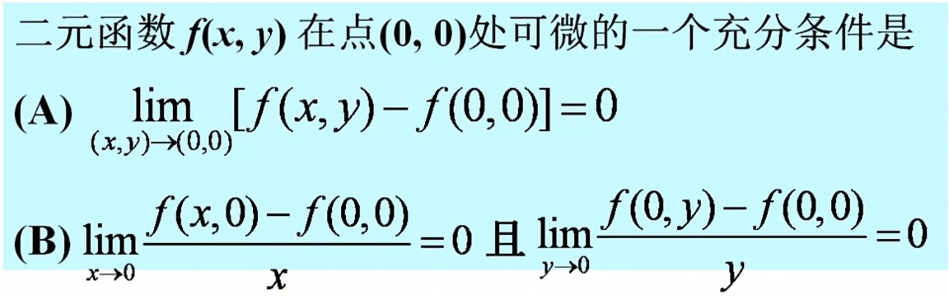 二元函数 f(x, y) 在点(0, 0)处可微的一个充分条件是
(A) lim_{(x,y)→(0,0)} [f(x,y)−f(0,0)]=0
(B) lim_{x→0} \frac{f(x,0)−f(0,0)}{x} =0 且 lim_{y→0} \frac{f(0,y)−f(0,0)}{y} =0